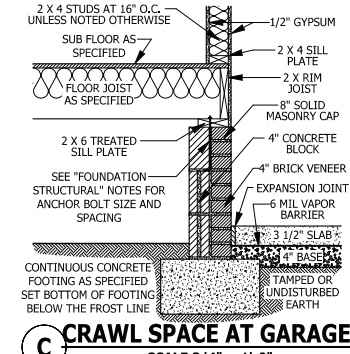 2 X 4 STUDS AT 16" O.C.
UNLESS NOTED OTHERWISE
SUB FLOOR AS
SPECIFIED
FLOOR JOIST
AS SPECIFIED
2 X 6 TREATED
SILL PLATE
SEE "FOUNDATION
STRUCTURAL" NOTES FOR
ANCHOR BOLT SIZE AND
SPACING
CONTINUOUS CONCRETE
FOOTING AS SPECIFIED
SET BOTTOM OF FOOTING
BELOW THE FROST LINE
1/2" GYPSUM
2 X 4 SILL
PLATE
2 X RIM
JOIST
8" SOLID
MASONRY CAP
4" CONCRETE
BLOCK
4" BRICK VENEER
EXPANSION JOINT
6 MIL VAPOR
BARRIER
3 1/2" SLAB
4" BASE
TAMPED OR
UNDISTURBED
EARTH
C CRAWL SPACE AT GARAGE